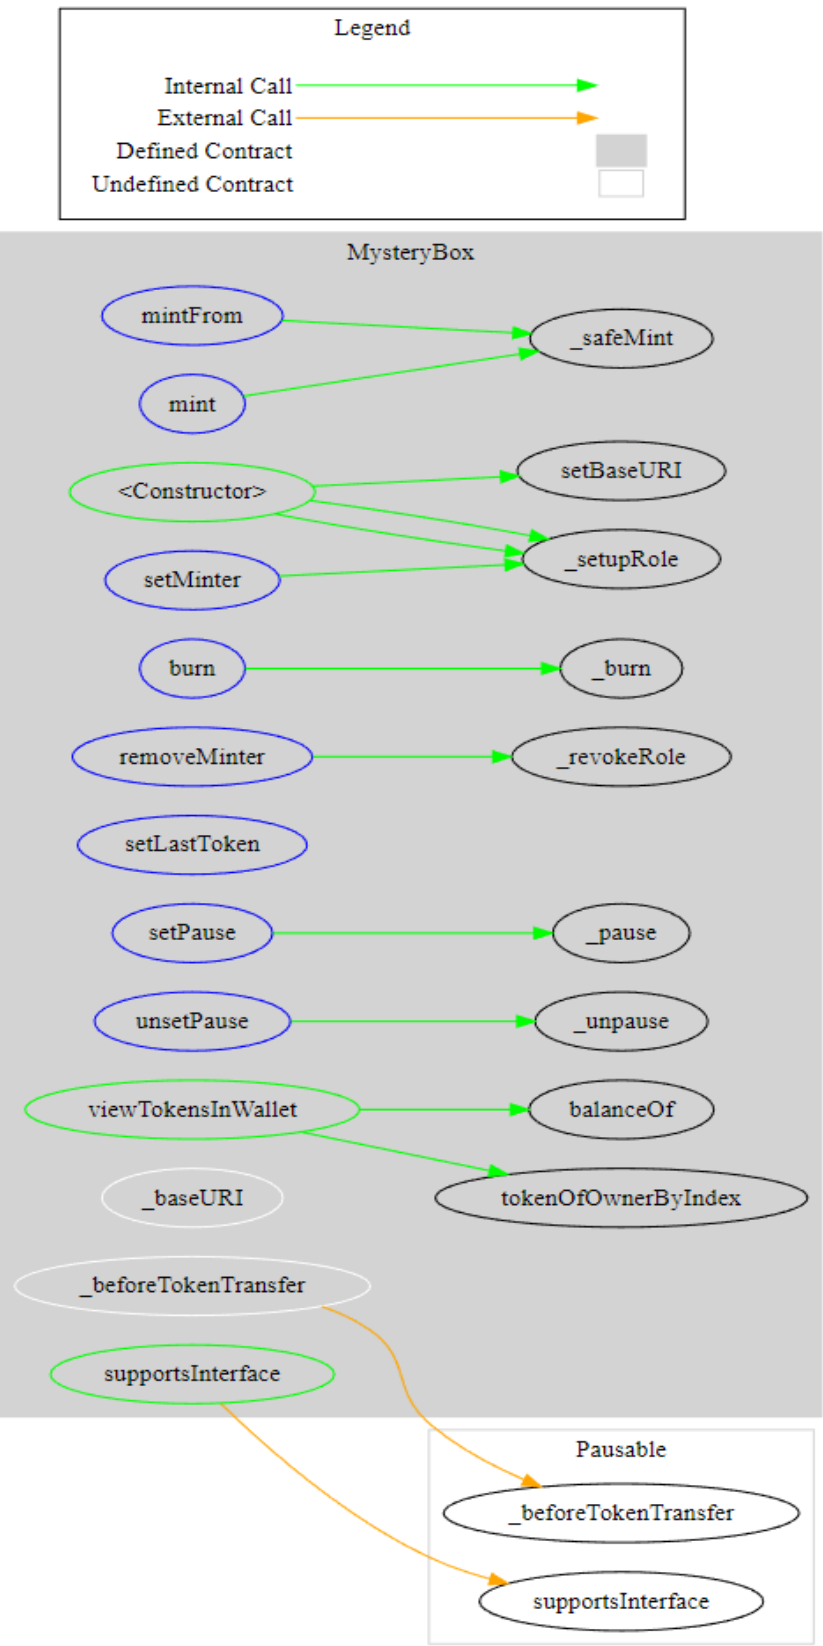 Legend
Internal Call
External Call
Defined Contract
Undefined Contract
MysteryBox
mintFrom
_safeMint
mint
setBaseURI
<Constructor>
_setupRole
setMinter
burn
_burn
removeMinter
_revokeRole
setLastToken
setPause
_pause
unsetPause
_unpause
viewTokensInWallet
balanceOf
_baseURI
tokenOfOwnerByIndex
_beforeTokenTransfer
supportsInterface
Pausable
_beforeTokenTransfer
supportsInterface